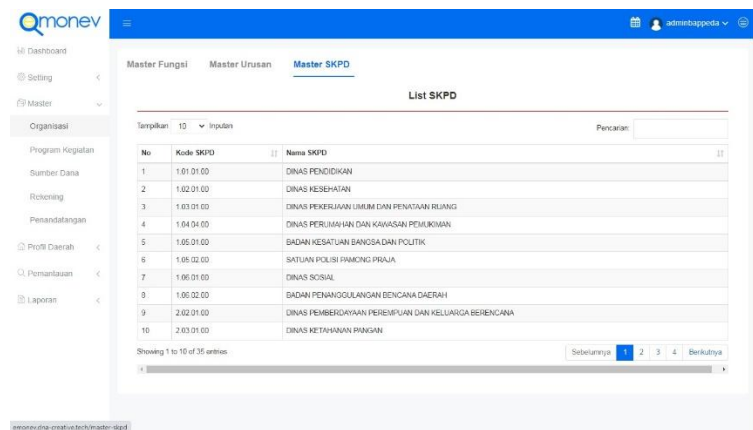 Qmonev
adminbappeda
Dashboard
Setting
Master
Organisasi
Program Kegiatan
Sumber Dana
Rekening
Penandatangan
Profil Daerah
Pemantauan
Laporan
Master Fungsi Master Urusan Master SKPD
List SKPD
Tampilkan 10 Inputan Pencarian:
No Kode SKPD Nama SKPD
1 1.01.01.00 DINAS PENDIDIKAN
2 1.02.01.00 DINAS KESEHATAN
3 1.03.01.00 DINAS PEKERJAAN UMUM DAN PENATAAN RUANG
4 1.04.04.00 DINAS PERUMAHAN DAN KAWASAN PEMUKIMAN
5 1.05.01.00 BADAN KESATUAN BANGSA DAN POLITIK
6 1.05.02.00 SATUAN POLISI PAMONG PRAJA
7 1.06.01.00 DINAS SOSIAL
8 1.06.02.00 BADAN PENANGGULANGAN BENCANA DAERAH
9 2.02.01.00 DINAS PEMBERDAYAAN PEREMPUAN DAN KELUARGA BERENCANA
10 2.03.01.00 DINAS KETAHANAN PANGAN
Showing 1 to 10 of 35 entries Sebelumnya 1 2 3 4 Berikutnya
emonev.dna-creative.tech/master-skpd